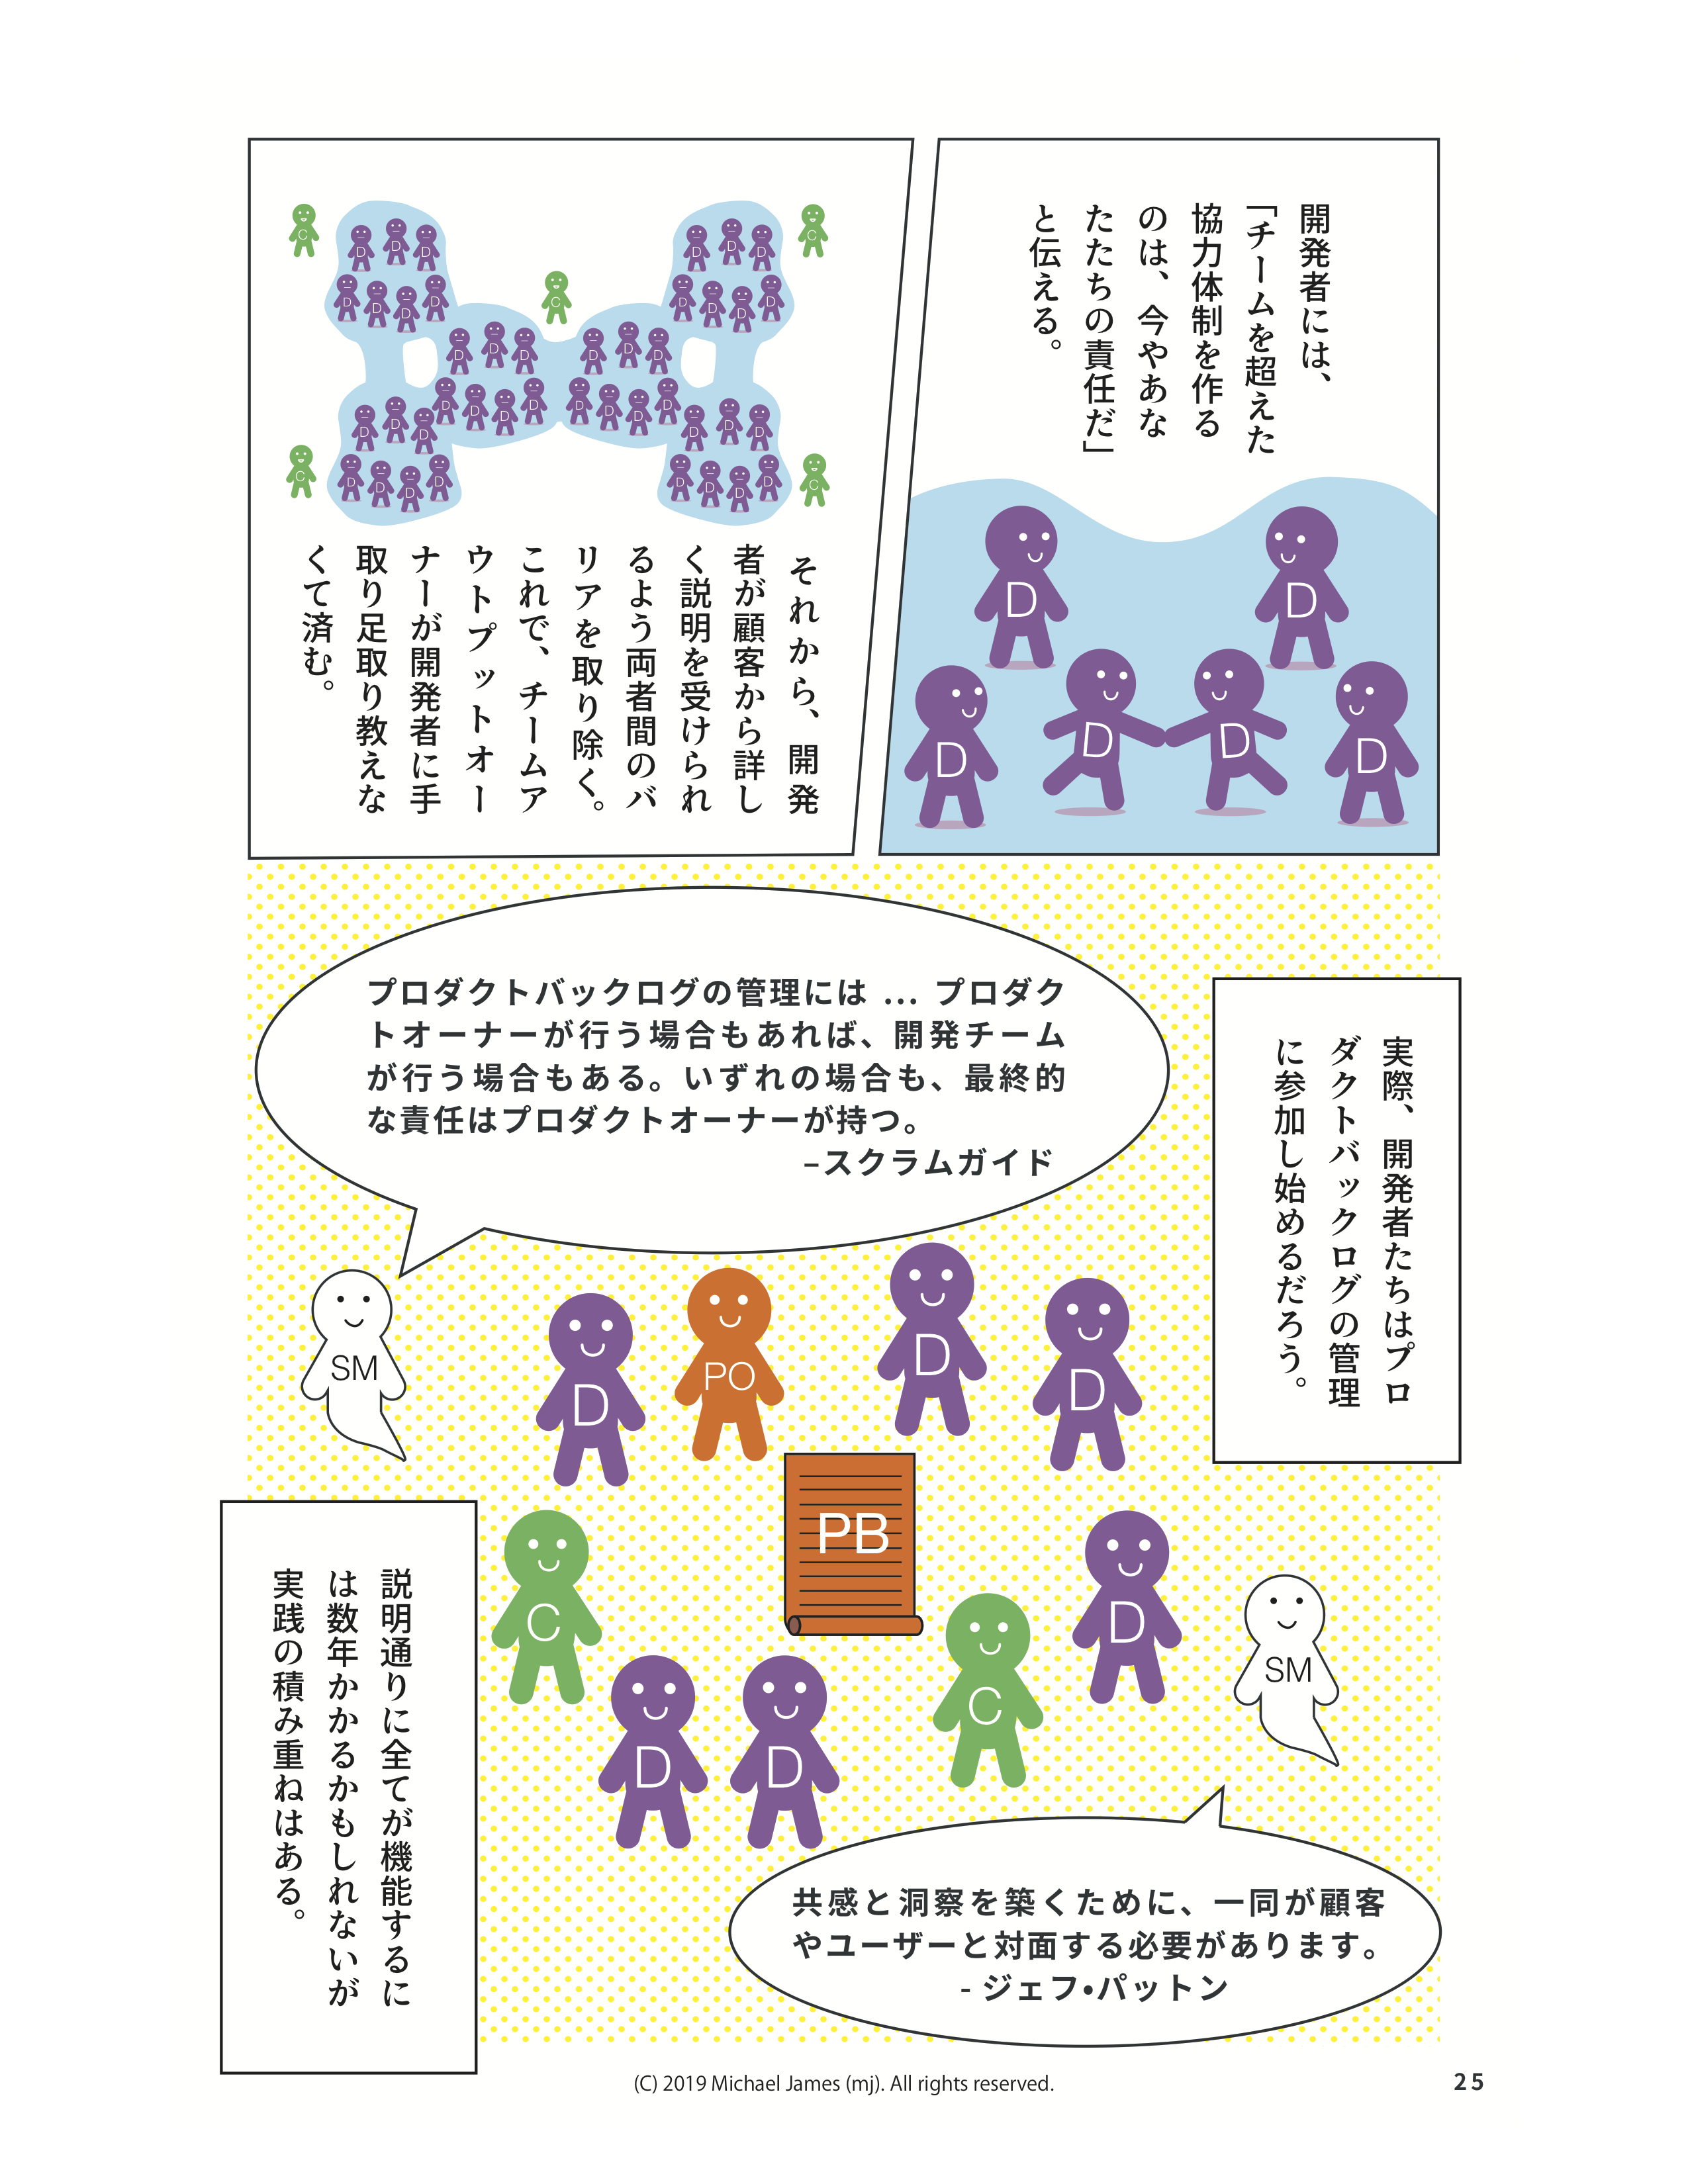 開発者には、
「チームを超えた
協力体制を作る
のは、今やあな
たたちの責任だ」
と伝える。
D
D
D
D
D
D
C
C
C
C
C
D D D
D D D D
D D D
D D D D
D D D
D D D D
D D D
D D D D
D D D
D D D D
D D D
D D D D
それから、開発
者が顧客から詳し
く説明を受けられ
るよう両者間のバ
リアを取り除く。
これで、チームア
ウトプットオー
ナーが開発者に手
取り足取り教えな
くて済む。
実際、開発者たちはプロ
ダクトバックログの管理
に参加し始めるだろう。
プロダクトバックログの管理には … プロダク
トオーナーが行う場合もあれば、開発チーム
が行う場合もある。いずれの場合も、最終的
な責任はプロダクトオーナーが持つ。
–スクラムガイド
SM
D
PO
D
D
PB
C
D
C
SM
D
D
説明通りに全てが機能するに
は数年かかるかもしれないが
実践の積み重ねはある。
共感と洞察を築くために、一同が顧客
やユーザーと対面する必要があります。
- ジェフ•パットン
(C) 2019 Michael James (mj). All rights reserved.
25